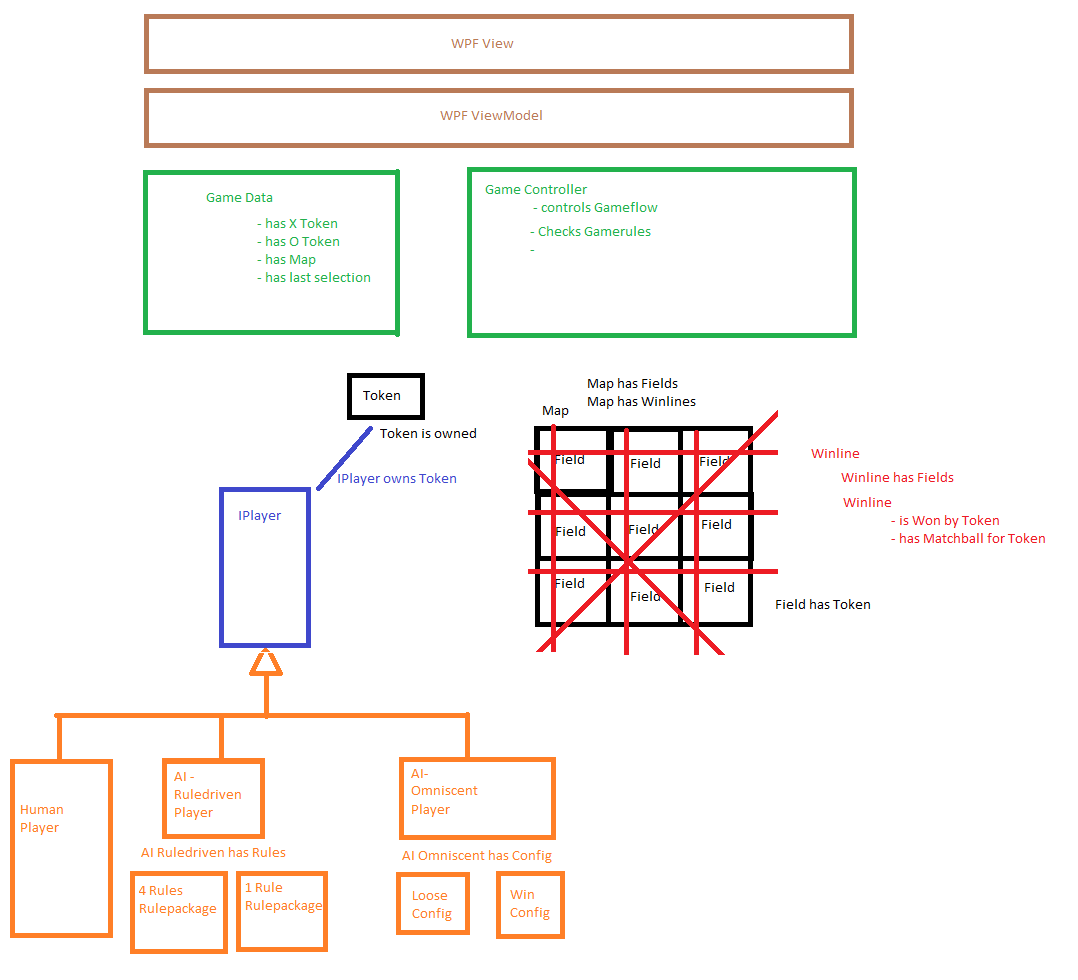 WPF View
WPF ViewModel
Game Data
- has X Token
- has O Token
- has Map
- has last selection
Game Controller
- controls Gameflow
- Checks Gamerules
-
Token
Token is owned
IPlayer owns Token
IPlayer
Map has Fields
Map has Winlines
Map
Field
Field
Field
Field
Field
Field
Field
Field
Field
Winline
Winline has Fields
Winline
- is Won by Token
- has Matchball for Token
Field has Token
Human
Player
AI -
Ruledriven
Player
AI Ruledriven has Rules
4 Rules
Rulepackage
1 Rule
Rulepackage
AI-
Omniscent
Player
AI Omniscent has Config
Loose
Config
Win
Config